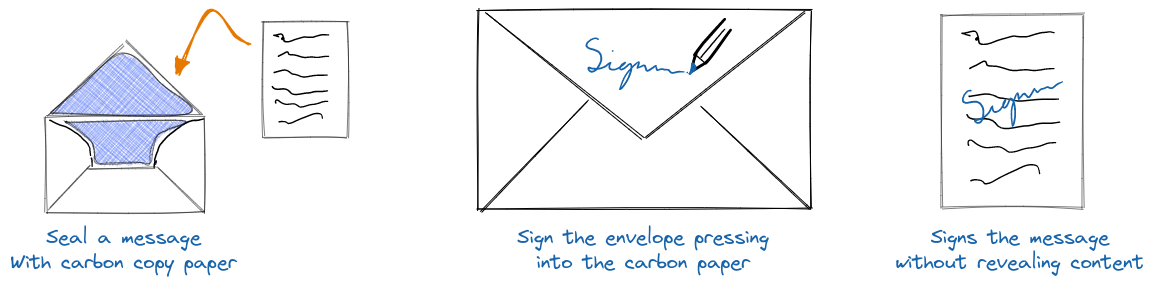 Signm
Signm
Seal a message
With carbon copy paper
Sign the envelope pressing
into the carbon paper
Signs the message
without revealing content